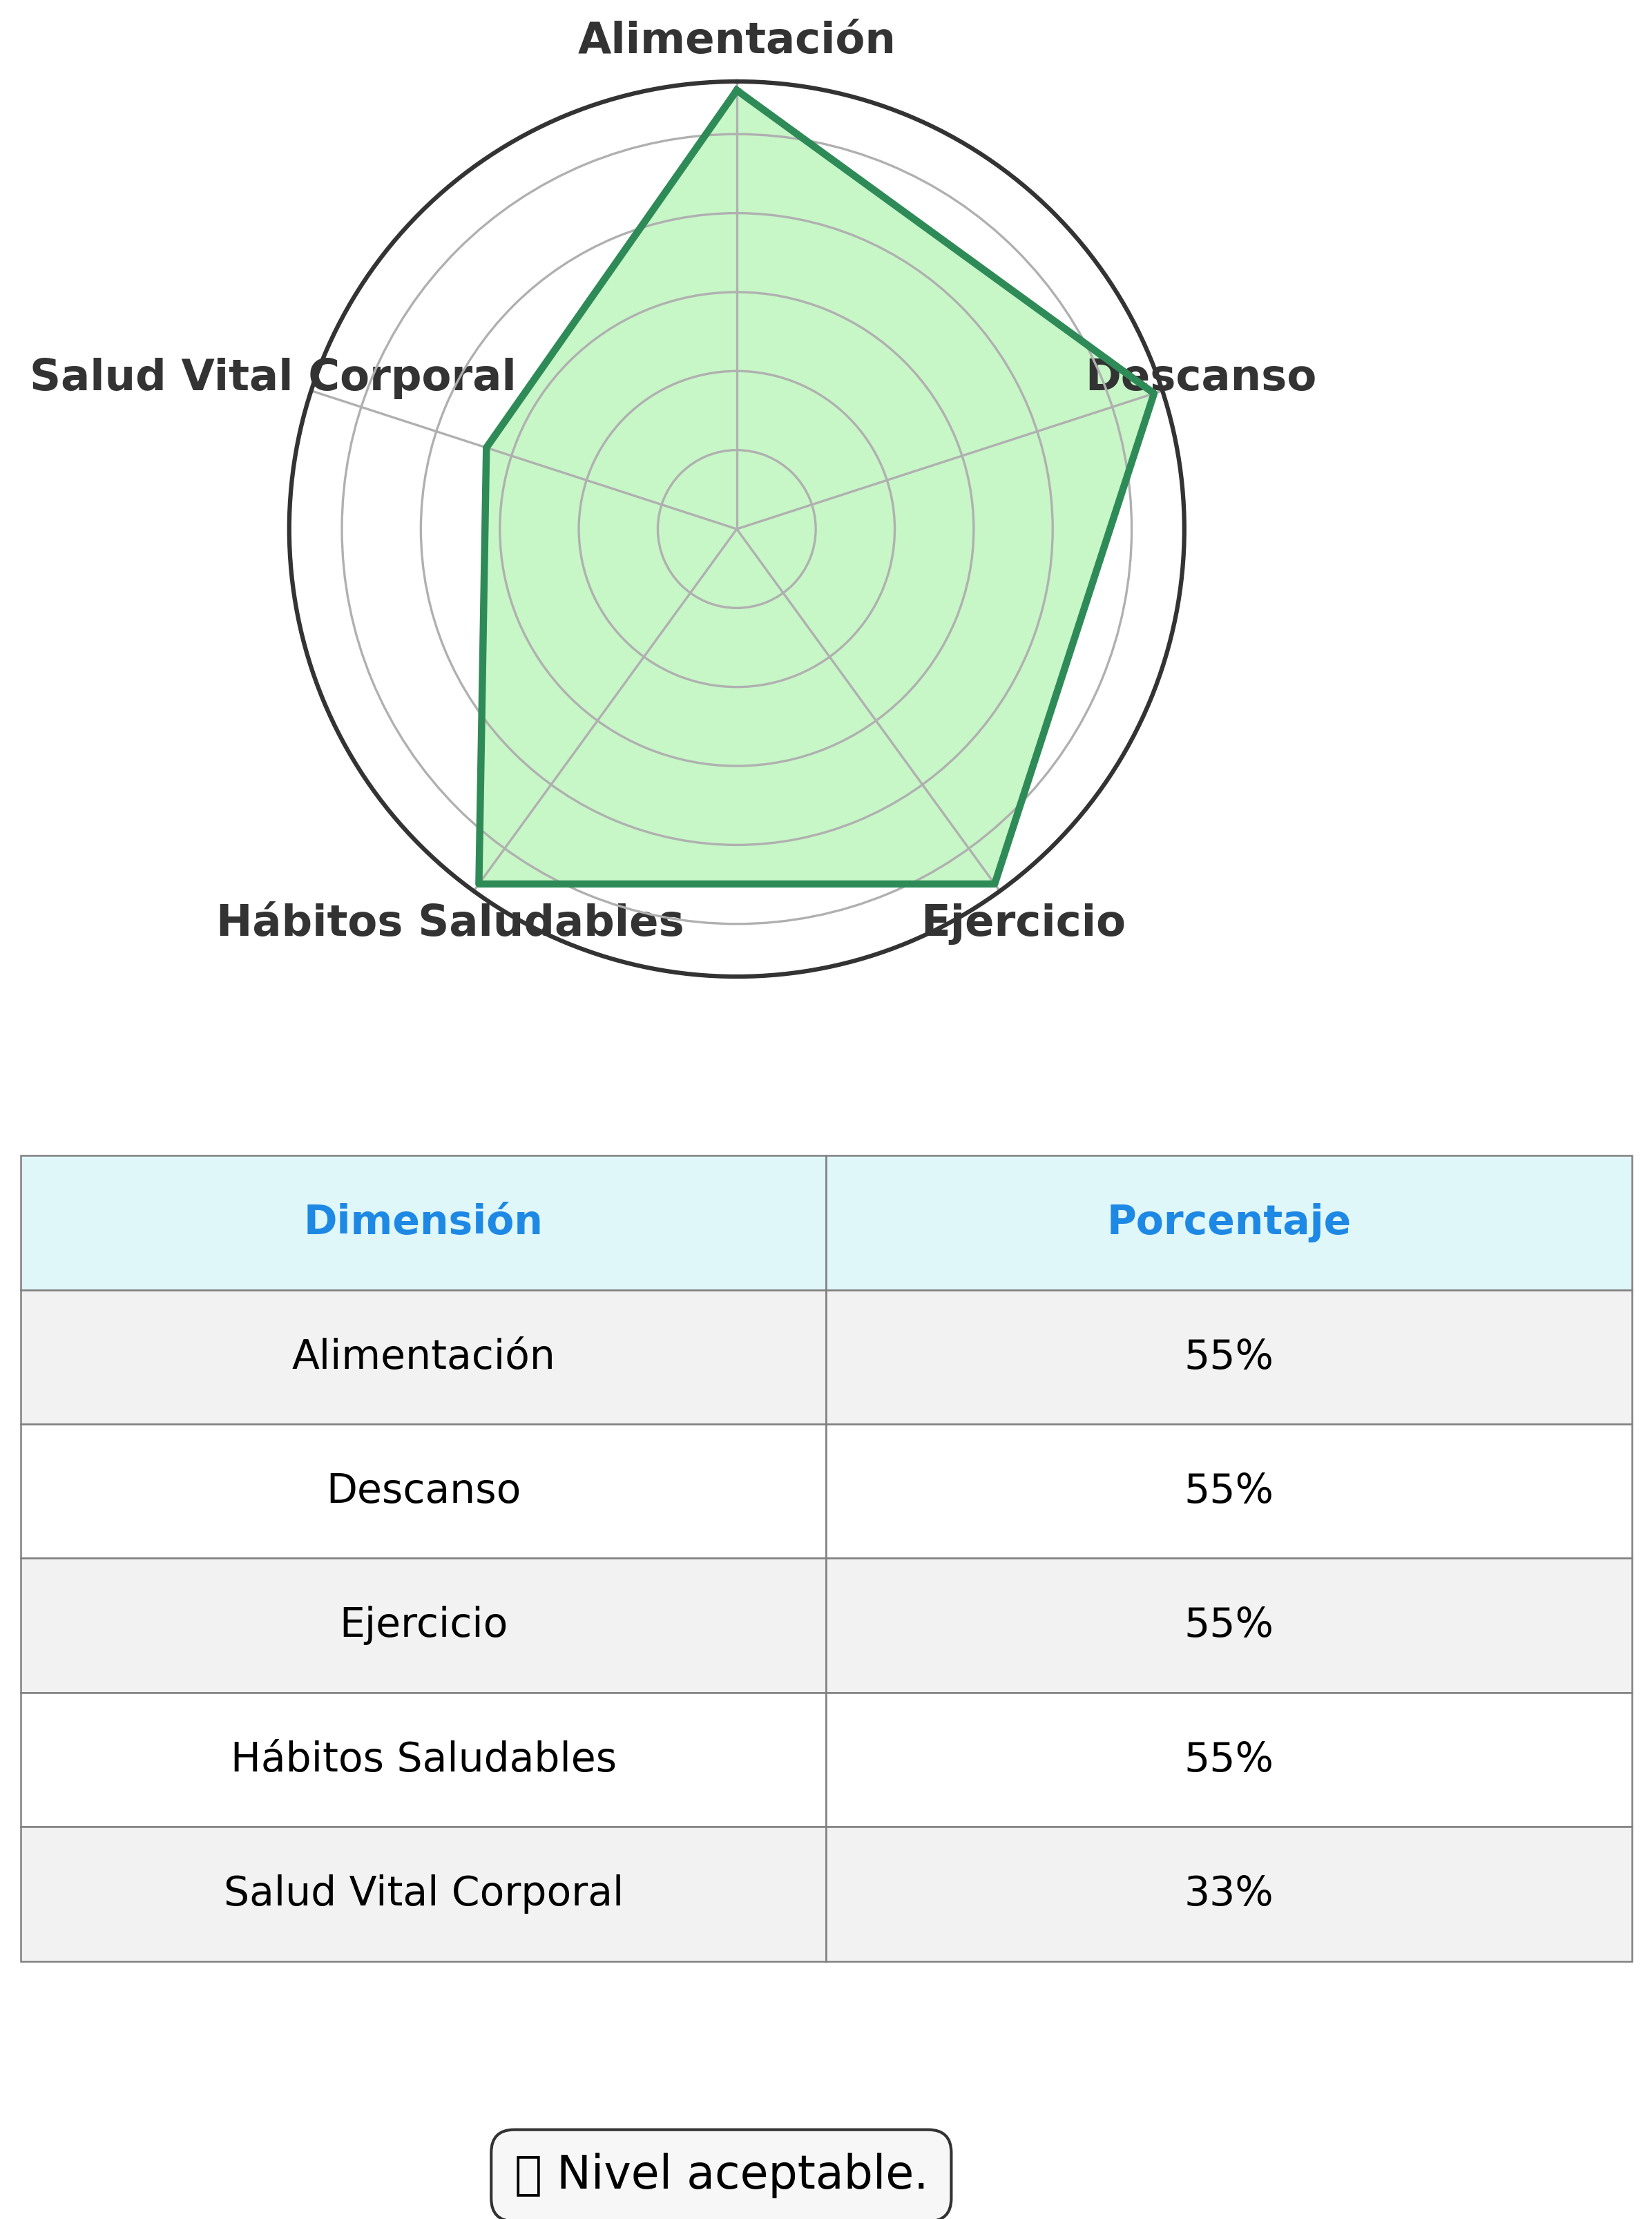 Alimentación
Salud Vital Corporal
Descanso
Hábitos Saludables
Ejercicio
Dimensión Porcentaje
Alimentación 55%
Descanso 55%
Ejercicio 55%
Hábitos Saludables 55%
Salud Vital Corporal 33%
Nivel aceptable.